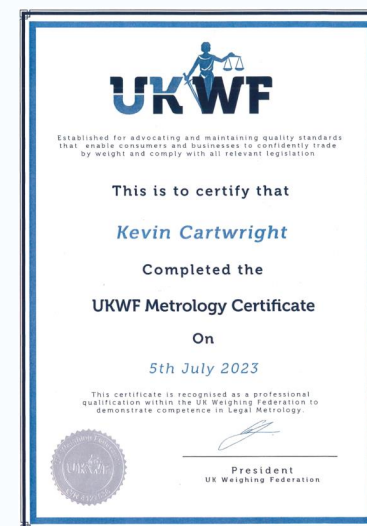 UKWF
Established for advocating and maintaining quality standards
that enable consumers and businesses to confidently trade
by weight and comply with all relevant legislation
This is to certify that
Kevin Cartwright
Completed the
UKWF Metrology Certificate
On
5th July 2023
This certificate is recognised as a professional
qualification within the UK Weighing Federation to
demonstrate competence in Legal Metrology.
President
UK Weighing Federation
UKWF